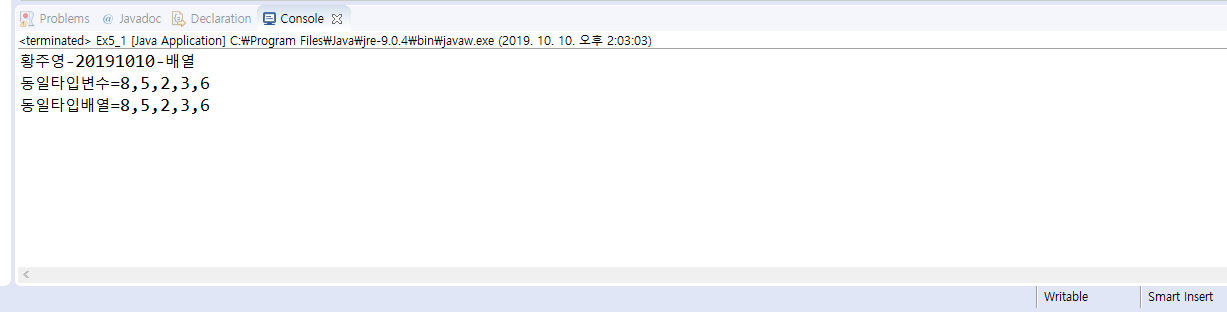 Problems @ Javadoc Declaration Console
<terminated> Ex5_1 [Java Application] C:₩Program Files₩Java₩jre-9.0.4₩bin₩javaw.exe (2019. 10. 10. 오후 2:03:03)
황주영-20191010-배열
동일타입변수=8,5,2,3,6
동일타입배열=8,5,2,3,6
Writable Smart Insert